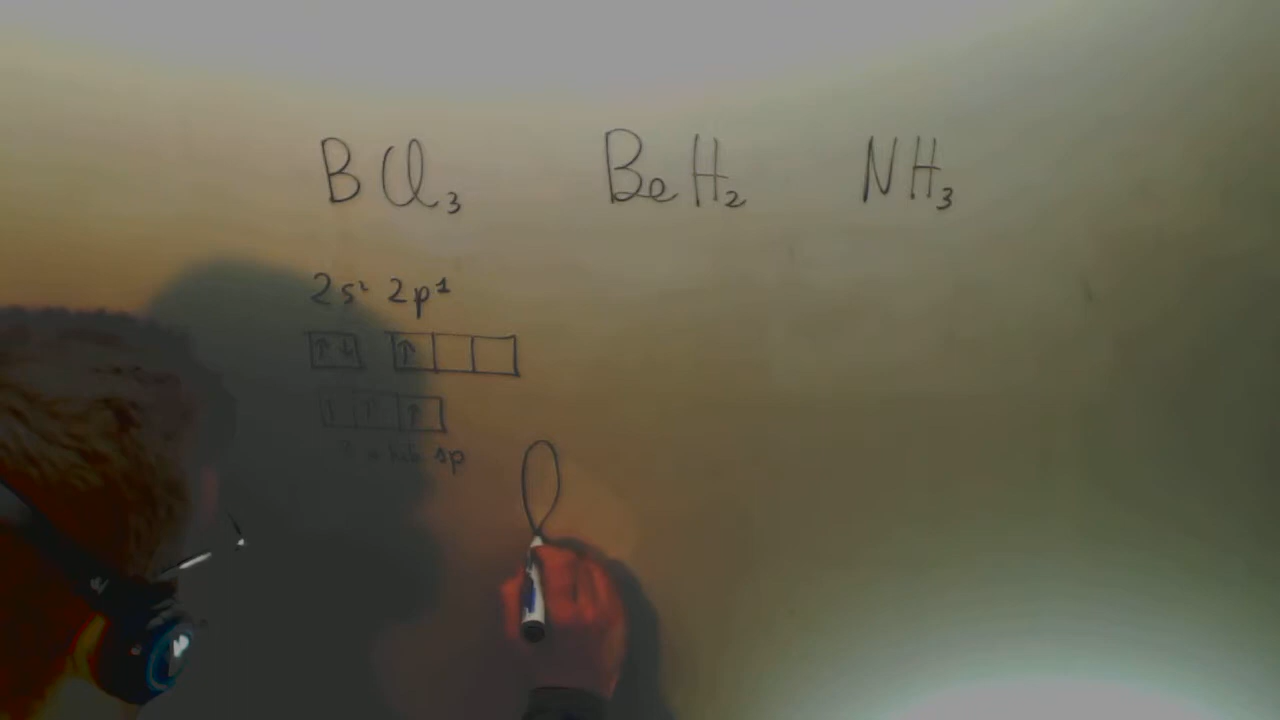 BCl₃ BeH₂ NH₃
2s² 2p¹
↑↓ ↑
↑ ↑ ↑
sp